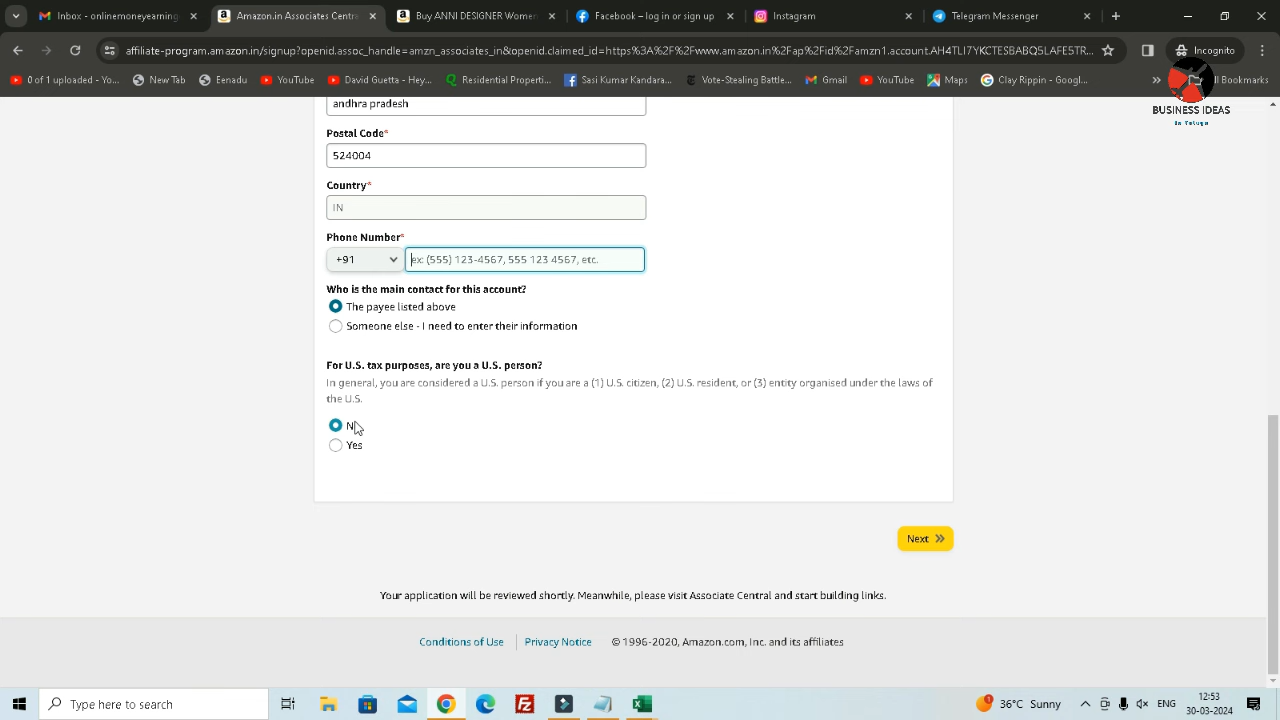 Inbox - onlinemoneyearning
Amazon.in Associates Centra
Buy ANNI DESIGNER Women
Facebook – log in or sign up
Instagram
Telegram Messenger
affiliate-program.amazon.in/signup?openid.assoc_handle=amzn_associates_in&openid.claimed_id=https%3A%2F%2Fwww.amazon.in%2Fap%2Fid%2Famzn1.account.AH4TLI7YKCTESBABQ5LAFE5TR...
Incognito
0 of 1 uploaded - Yo...
New Tab
Eenadu
YouTube
David Guetta - Hey...
Residential Properti...
Sasi Kumar Kandara...
Vote-Stealing Battle...
Gmail
YouTube
Maps
Clay Rippin - Googl...
ll Bookmarks
BUSINESS IDEAS
In Telugu
andhra pradesh
Postal Code*
524004
Country*
IN
Phone Number*
+91
ex: (555) 123-4567, 555 123 4567, etc.
Who is the main contact for this account?
The payee listed above
Someone else - I need to enter their information
For U.S. tax purposes, are you a U.S. person?
In general, you are considered a U.S. person if you are a (1) U.S. citizen, (2) U.S. resident, or (3) entity organised under the laws of
the U.S.
N
Yes
Next
Your application will be reviewed shortly. Meanwhile, please visit Associate Central and start building links.
Conditions of Use
Privacy Notice
© 1996-2020, Amazon.com, Inc. and its affiliates
Type here to search
36°C Sunny
ENG
12:53
30-03-2024